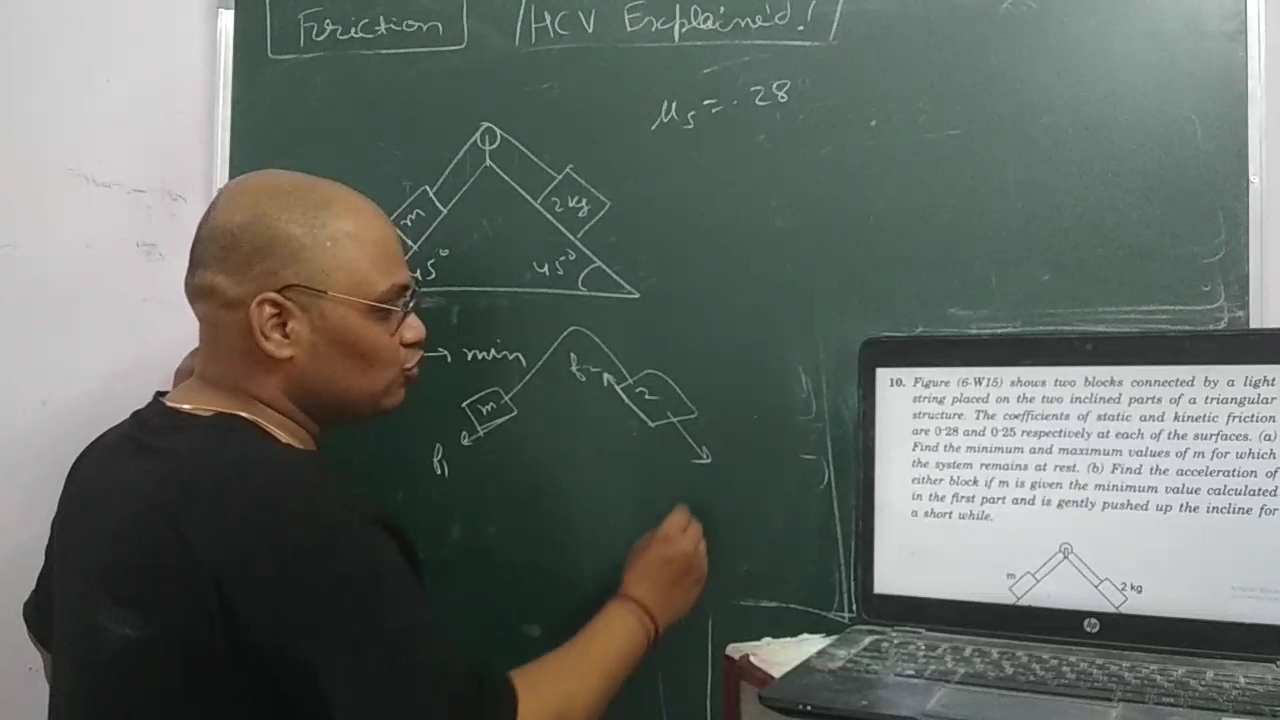 Friction
HCV Explained!
μs = .28
m
2 kg
45°
45°
→ min
m
f1
2
10. Figure (6-W15) shows two blocks connected by a light
string placed on the two inclined parts of a triangular
structure. The coefficients of static and kinetic friction
are 0·28 and 0·25 respectively at each of the surfaces. (a)
Find the minimum and maximum values of m for which
the system remains at rest. (b) Find the acceleration of
either block if m is given the minimum value calculated
in the first part and is gently pushed up the incline for
a short while.
m
2 kg
hp